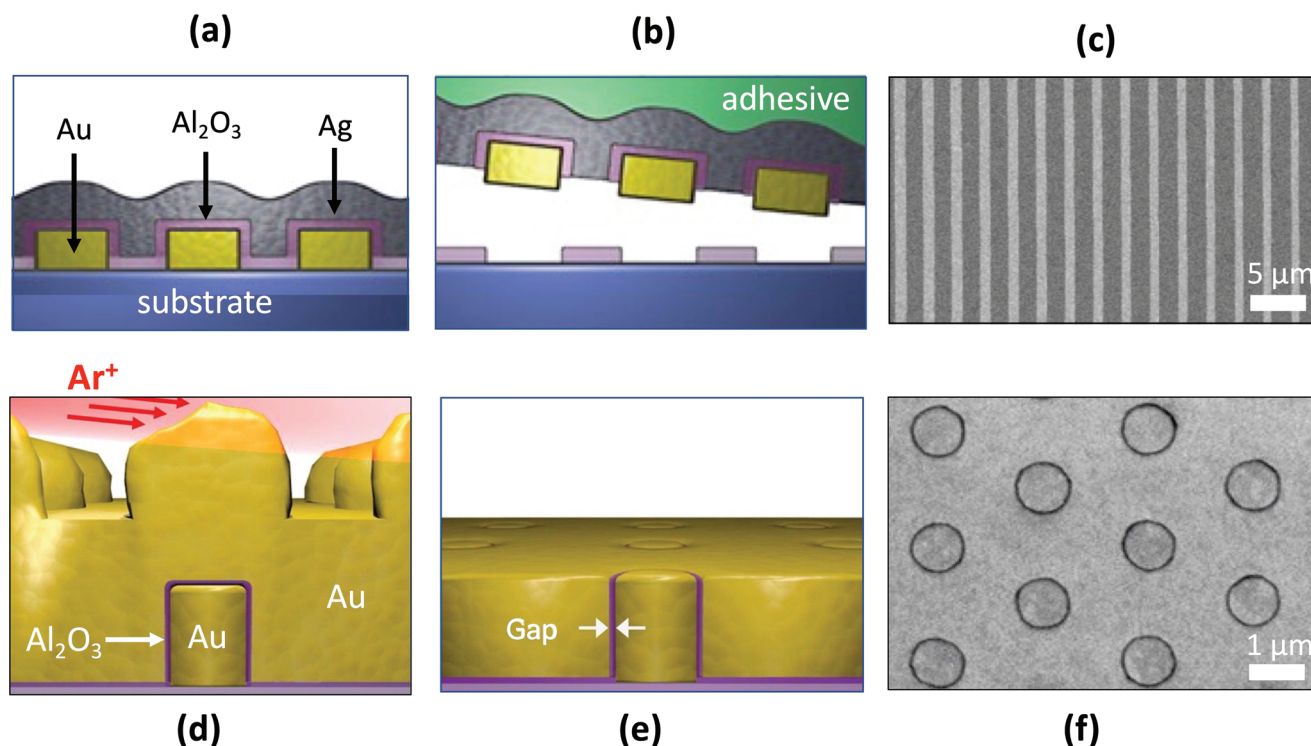 (a)
(b)
(c)
Au
Al₂O₃
Ag
substrate
adhesive
5 μm
Ar⁺
Al₂O₃
Au
Au
Gap
1 μm
(d)
(e)
(f)